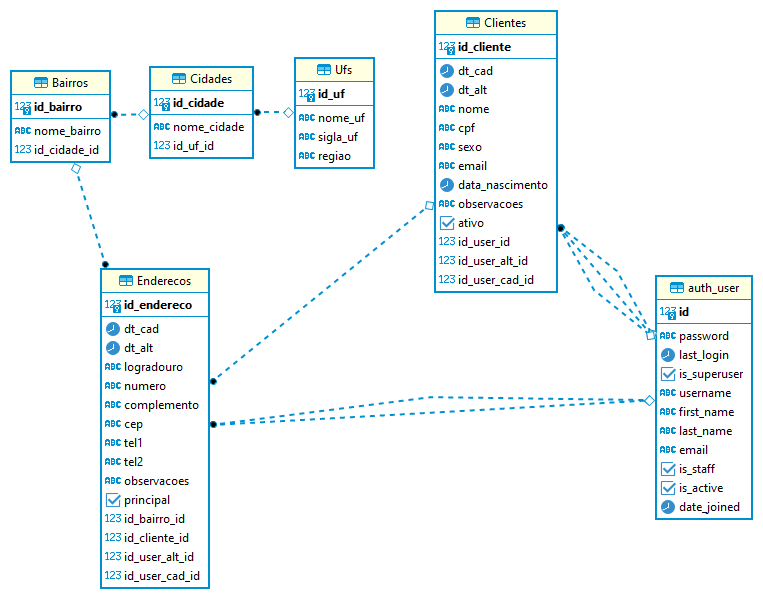 Bairros
123 id_bairro
ABC nome_bairro
123 id_cidade_id
Cidades
123 id_cidade
ABC nome_cidade
123 id_uf_id
Ufs
123 id_uf
ABC nome_uf
ABC sigla_uf
ABC regiao
Clientes
123 id_cliente
dt_cad
dt_alt
ABC nome
ABC cpf
ABC sexo
ABC email
data_nascimento
ABC observacoes
ativo
123 id_user_id
123 id_user_alt_id
123 id_user_cad_id
Enderecos
123 id_endereco
dt_cad
dt_alt
ABC logradouro
ABC numero
ABC complemento
ABC cep
ABC tel1
ABC tel2
ABC observacoes
principal
123 id_bairro_id
123 id_cliente_id
123 id_user_alt_id
123 id_user_cad_id
auth_user
123 id
ABC password
last_login
is_superuser
ABC username
ABC first_name
ABC last_name
ABC email
is_staff
is_active
date_joined